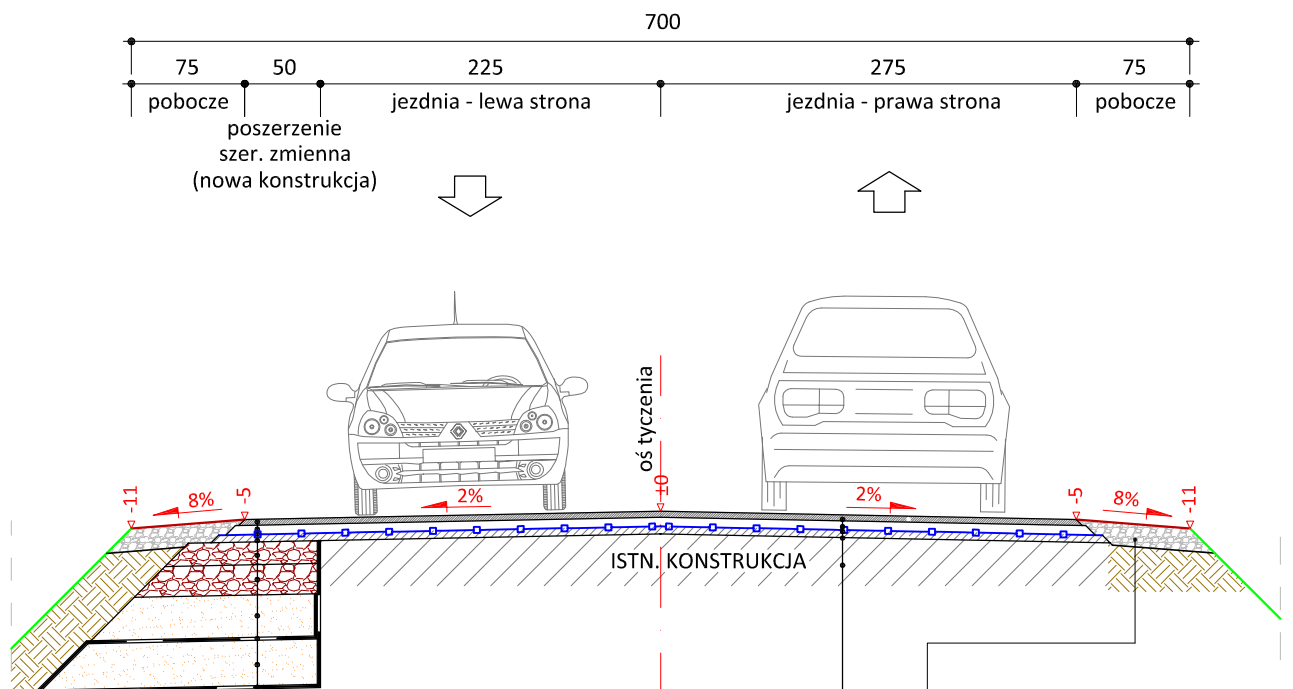 700
75 50 225 275 75
pobocze jezdnia - lewa strona jezdnia - prawa strona pobocze
poszerzenie
szer. zmienna
(nowa konstrukcja)
oś tyczenia
-11 8% -5 2% ±0 2% -5 8% -11
ISTN. KONSTRUKCJA